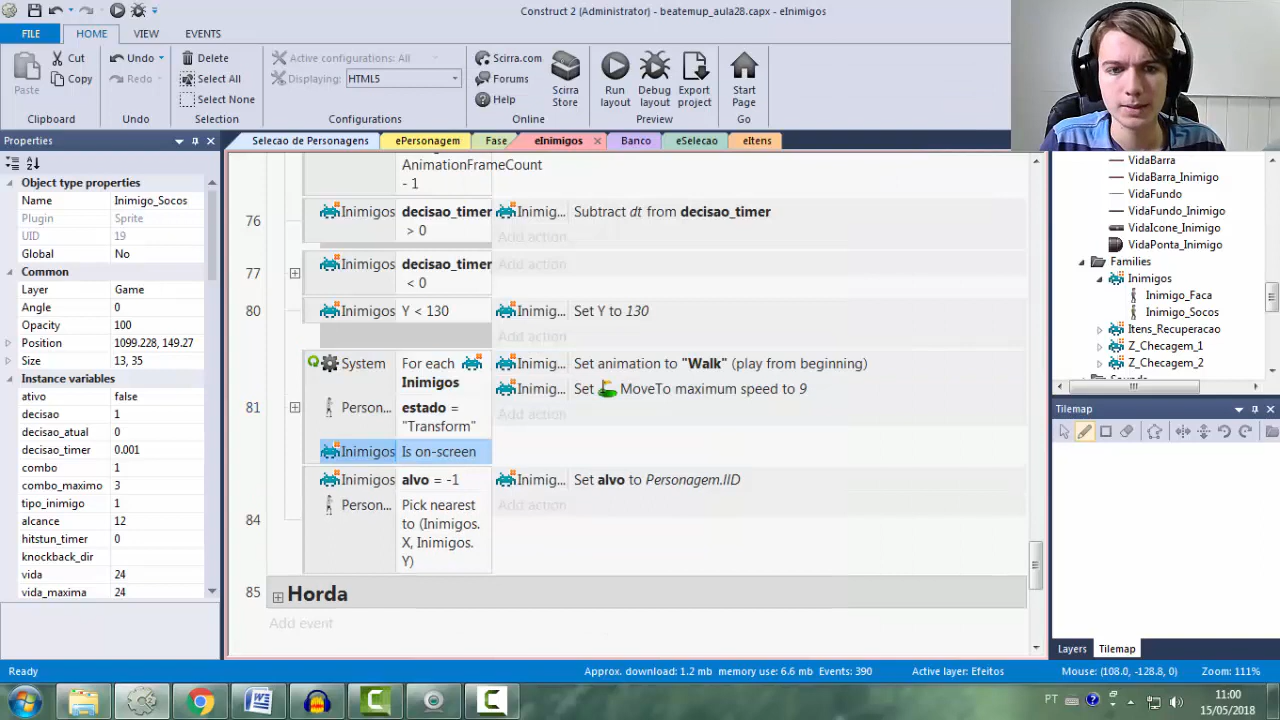 Construct 2 (Administrator) - beatemup_aula28.capx - eInimigos
FILE HOME VIEW EVENTS
Paste Cut Copy Undo Redo Delete Select All Select None
Active configurations: All
Displaying: HTML5
Scirra.com Forums Help Scirra Store Run layout Debug layout Export project Start Page
Clipboard Undo Selection Configurations Online Preview Go
Properties
Selecao de Personagens ePersonagem Fase eInimigos Banco eSelecao eItens
Object type properties
Name Inimigo_Socos
Plugin Sprite
UID 19
Global No
Common
Layer Game
Angle 0
Opacity 100
Position 1099.228, 149.27
Size 13, 35
Instance variables
ativo false
decisao 1
decisao_atual 0
decisao_timer 0.001
combo 1
combo_maximo 3
tipo_inimigo 1
alcance 12
hitstun_timer 0
knockback_dir
vida 24
vida_maxima 24
AnimationFrameCount
- 1
76 Inimigos decisao_timer Inimig... Subtract dt from decisao_timer
> 0
Add action
77 Inimigos decisao_timer Add action
< 0
80 Inimigos Y < 130 Inimig... Set Y to 130
Add action
System For each Inimig... Set animation to "Walk" (play from beginning)
Inimigos Inimig... Set MoveTo maximum speed to 9
81 Person... estado = Add action
"Transform"
Inimigos Is on-screen
Inimigos alvo = -1 Inimig... Set alvo to Personagem.IID
84 Person... Pick nearest Add action
to (Inimigos.
X, Inimigos.
Y)
85 Horda
Add event
VidaBarra
VidaBarra_Inimigo
VidaFundo
VidaFundo_Inimigo
VidaIcone_Inimigo
VidaPonta_Inimigo
Families
Inimigos
Inimigo_Faca
Inimigo_Socos
Itens_Recuperacao
Z_Checagem_1
Z_Checagem_2
Tilemap
Layers Tilemap
Ready Approx. download: 1.2 mb memory use: 6.6 mb Events: 390 Active layer: Efeitos Mouse: (108.0, -128.8, 0) Zoom: 111%
PT 11:00
15/05/2018